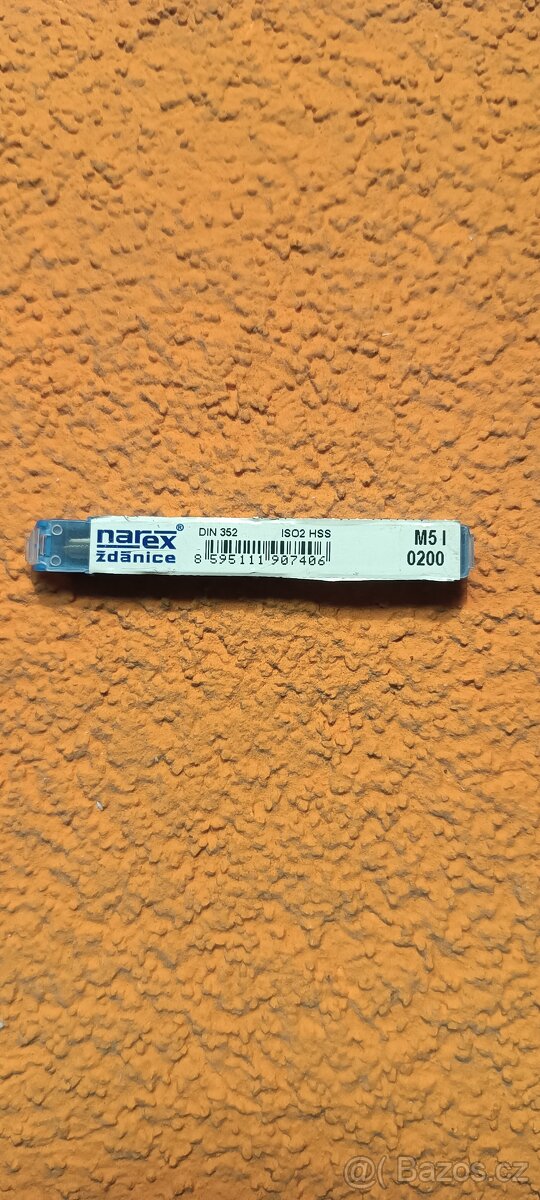 narex®
ždánice
DIN 352 ISO2 HSS
8 595111 907406
M5 I
0200
@ Bazos.cz